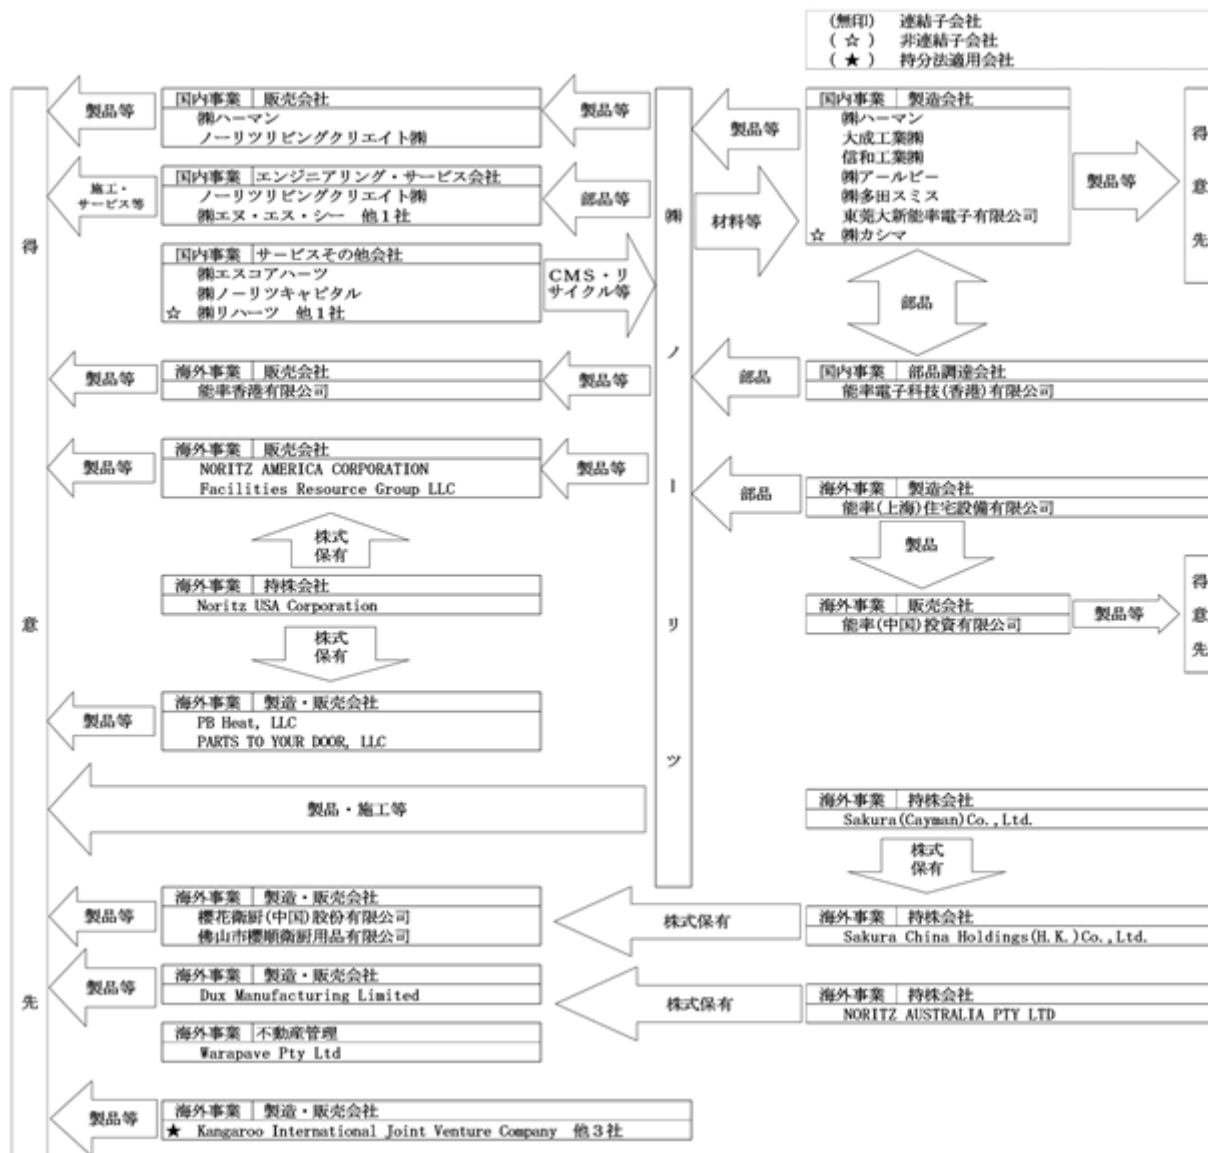 (無印) 連結子会社
( ☆ ) 非連結子会社
( ★ ) 持分法適用会社
得意先
製品等
国内事業 販売会社
㈱ハーマン
ノーリツリビングクリエイト㈱
製品等
施工・
サービス等
国内事業 エンジニアリング・サービス会社
ノーリツリビングクリエイト㈱
㈱エヌ・エス・シー 他1社
部品等
国内事業 サービスその他会社
㈱エスコアハーツ
㈱ノーリツキャピタル
☆ ㈱リハーツ 他1社
CMS・リ
サイクル等
製品等
海外事業 販売会社
能率香港有限公司
製品等
製品等
海外事業 販売会社
NORITZ AMERICA CORPORATION
Facilities Resource Group LLC
製品等
株式
保有
海外事業 持株会社
Noritz USA Corporation
株式
保有
製品等
海外事業 製造・販売会社
PB Heat, LLC
PARTS TO YOUR DOOR, LLC
製品・施工等
製品等
海外事業 製造・販売会社
櫻花衛厨(中国)股份有限公司
佛山市櫻順衛厨用品有限公司
株式保有
製品等
海外事業 製造・販売会社
Dux Manufacturing Limited
株式保有
海外事業 不動産管理
Warapave Pty Ltd
製品等
海外事業 製造・販売会社
★ Kangaroo International Joint Venture Company 他3社
㈱ノーリツ
製品等
材料等
国内事業 製造会社
㈱ハーマン
大成工業㈱
信和工業㈱
㈱アールビー
㈱多田スミス
東莞大新能率電子有限公司
☆ ㈱カシマ
製品等
得意先
部品
部品
国内事業 部品調達会社
能率電子科技(香港)有限公司
部品
海外事業 製造会社
能率(上海)住宅設備有限公司
製品
海外事業 販売会社
能率(中国)投資有限公司
製品等
得意先
海外事業 持株会社
Sakura(Cayman)Co.,Ltd.
株式
保有
海外事業 持株会社
Sakura China Holdings(H.K.)Co.,Ltd.
海外事業 持株会社
NORITZ AUSTRALIA PTY LTD